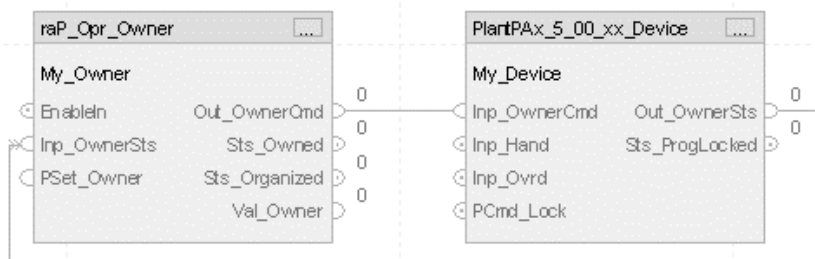 raP_Opr_Owner ...
My_Owner
EnableIn Out_OwnerCmd 0
Inp_OwnerSts Sts_Owned 0
PSet_Owner Sts_Organized 0
Val_Owner 0
PlantPAx_5_00_xx_Device ...
My_Device
Inp_OwnerCmd Out_OwnerSts 0
Inp_Hand Sts_ProgLocked 0
Inp_Ovrd
PCmd_Lock